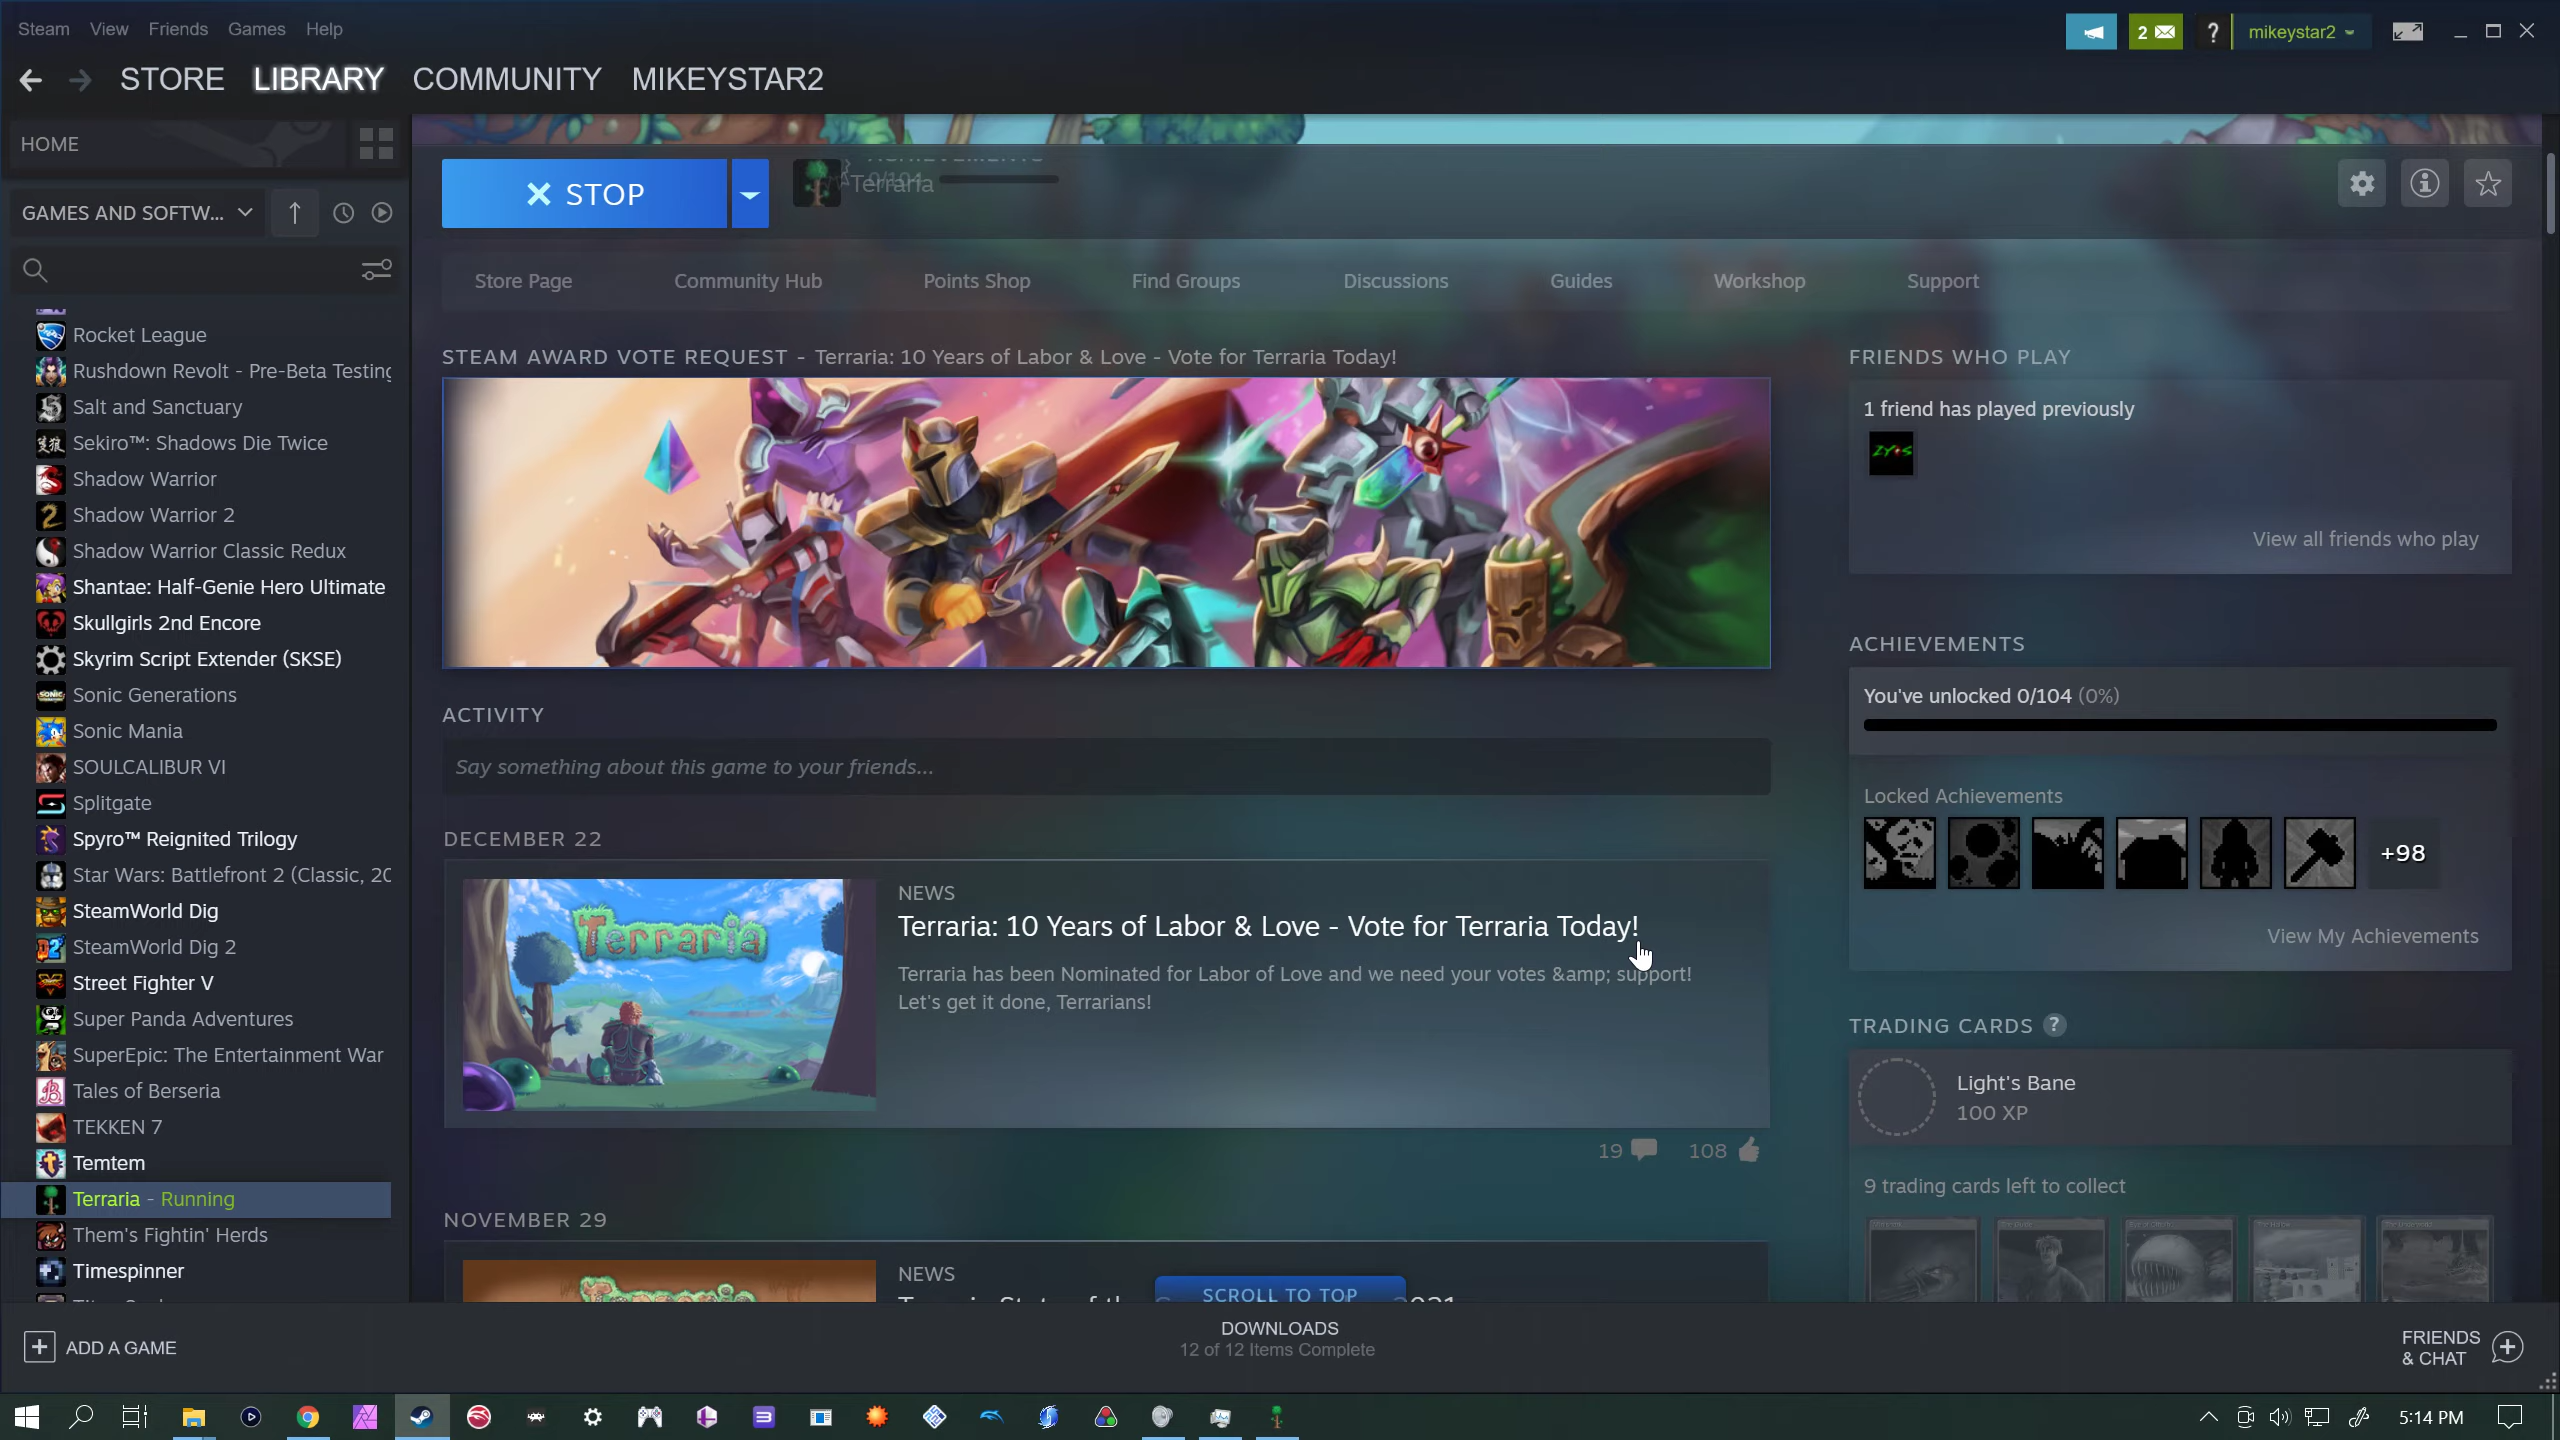 Steam View Friends Games Help
2
?
mikeystar2
STORE LIBRARY COMMUNITY MIKEYSTAR2
HOME
GAMES AND SOFTW...
Rocket League
Rushdown Revolt - Pre-Beta Testing
Salt and Sanctuary
Sekiro™: Shadows Die Twice
Shadow Warrior
Shadow Warrior 2
Shadow Warrior Classic Redux
Shantae: Half-Genie Hero Ultimate
Skullgirls 2nd Encore
Skyrim Script Extender (SKSE)
Sonic Generations
Sonic Mania
SOULCALIBUR VI
Splitgate
Spyro™ Reignited Trilogy
Star Wars: Battlefront 2 (Classic, 20
SteamWorld Dig
SteamWorld Dig 2
Street Fighter V
Super Panda Adventures
SuperEpic: The Entertainment War
Tales of Berseria
TEKKEN 7
Temtem
Terraria - Running
Them's Fightin' Herds
Timespinner
ADD A GAME
STOP
ACHIEVEMENTS
0/104
Terraria
Store Page Community Hub Points Shop Find Groups Discussions Guides Workshop Support
STEAM AWARD VOTE REQUEST - Terraria: 10 Years of Labor & Love - Vote for Terraria Today!
ACTIVITY
Say something about this game to your friends...
DECEMBER 22
Terraria
NEWS
Terraria: 10 Years of Labor & Love - Vote for Terraria Today!
Terraria has been Nominated for Labor of Love and we need your votes &amp; support!
Let's get it done, Terrarians!
19
108
NOVEMBER 29
NEWS
SCROLL TO TOP
FRIENDS WHO PLAY
1 friend has played previously
ZYOS
View all friends who play
ACHIEVEMENTS
You've unlocked 0/104 (0%)
Locked Achievements
+98
View My Achievements
TRADING CARDS ?
Light's Bane
100 XP
9 trading cards left to collect
DOWNLOADS
12 of 12 Items Complete
FRIENDS
& CHAT
5:14 PM